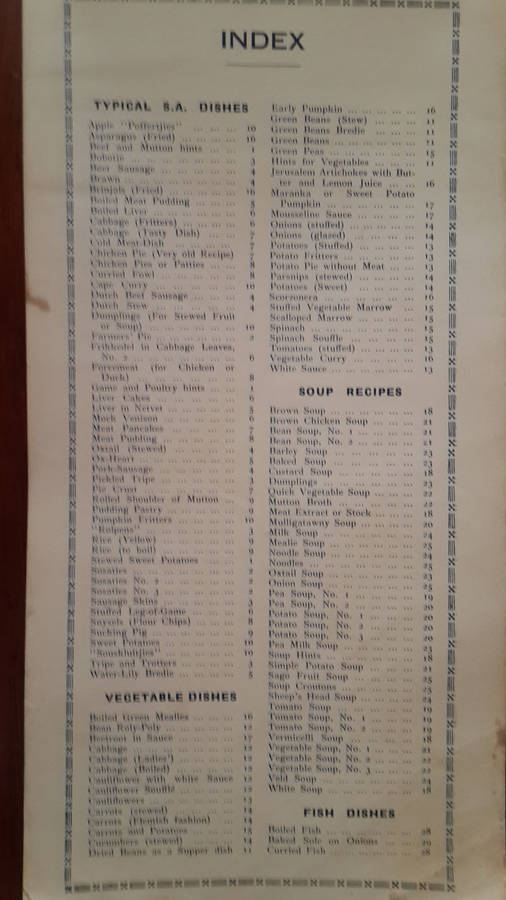 INDEX
TYPICAL S.A. DISHES
Apple "Poffertjies" ... ... ... 10
Asparagus (Fried) ... ... ... 16
Beef and Mutton hints ... ... 1
Bobotie ... ... ... ... ... 3
Beer Sausage ... ... ... ... 4
Brawn ... ... ... ... ... 4
Brinjals (Fried) ... ... ... ... 16
Boiled Meat Pudding ... ... ... 5
Boiled Liver ... ... ... ... 6
Cabbage (Fritters) ... ... ... 6
Cabbage (Tasty Dish) ... ... 7
Cold Meat-Dish ... ... ... 7
Chicken Pie (Very old Recipe) 7
Chicken Pies or Patties ... ... 8
Curried Fowl ... ... ... ... 8
Cape Curry ... ... ... ... 10
Dutch Beef Sausage ... ... ... 4
Dutch Stew ... ... ... ... 4
Dumplings (For Stewed Fruit
or Soup) ... ... ... ... 10
Farmers' Pie ... ... ... ... 2
Frikkedel in Cabbage Leaves,
No. 2 ... ... ... ... ... 6
Forcemeat (for Chicken or
Duck) ... ... ... ... ... 8
Game and Poultry hints ... ... 1
Liver Cakes ... ... ... ... 6
Liver in Netvet ... ... ... ... 5
Mock Venison ... ... ... ... 6
Meat Pancakes ... ... ... ... 7
Meat Pudding ... ... ... ... 8
Oxtail (Stewed) ... ... ... ... 4
Ox-Heart ... ... ... ... ... 5
Pork-Sausage ... ... ... ... 4
Pickled Tripe ... ... ... ... 3
Pie Crust ... ... ... ... ... 7
Rolled Shoulder of Mutton ... 9
Pudding Pastry ... ... ... ... 9
Pumpkin Fritters ... ... ... 10
"Rolpens" ... ... ... ... 3
Rice (Yellow) ... ... ... ... 9
Rice (to boil) ... ... ... ... 9
Stewed Sweet Potatoes ... ... 1
Sosaties ... ... ... ... ... 2
Sosaties No. 2 ... ... ... ... 2
Sosaties No. 3 ... ... ... ... 2
Sausage Skins ... ... ... ... 3
Stuffed Leg-of-Game ... ... ... 6
Snysels (Flour Chips) ... ... 8
Sucking Pig ... ... ... ... 9
Sweet Potatoes ... ... ... ... 10
"Souskluitjies" ... ... ... ... 10
Tripe and Trotters ... ... ... 3
Water-Lily Bredie ... ... ... 5
VEGETABLE DISHES
Boiled Green Mealies ... ... ... 16
Bean Roly-Poly ... ... ... ... 12
Beetroot in Sauce ... ... ... 12
Cabbage ... ... ... ... ... 12
Cabbage (Ladies') ... ... ... 12
Cabbage (Boiled) ... ... ... 12
Cauliflower with white Sauce 12
Cauliflower Soufflé ... ... ... 12
Cauliflowers ... ... ... ... 13
Carrots (stewed) ... ... ... ... 14
Carrots (Flemish fashion) ... 14
Carrots and Potatoes ... ... ... 15
Cucumbers (stewed) ... ... ... 14
Dried Beans as a Supper dish 11
Early Pumpkin ... ... ... ... 16
Green Beans (Stew) ... ... ... 11
Green Beans Bredie ... ... ... 11
Green Beans ... ... ... ... 11
Green Peas ... ... ... ... 15
Hints for Vegetables ... ... ... 11
Jerusalem Artichokes with But-
ter and Lemon Juice ... ... 16
Maranka or Sweet Potato
Pumpkin ... ... ... ... ... 17
Mousseline Sauce ... ... ... 17
Onions (stuffed) ... ... ... ... 14
Onions (glazed) ... ... ... ... 14
Potatoes (Stuffed) ... ... ... 13
Potato Fritters ... ... ... ... 13
Potato Pie without Meat ... ... 13
Parsnips (stewed) ... ... ... 14
Potatoes (Sweet) ... ... ... 14
Scorzonera ... ... ... ... ... 16
Stuffed Vegetable Marrow ... 15
Scalloped Marrow ... ... ... 15
Spinach ... ... ... ... ... 15
Spinach Souffle ... ... ... ... 15
Tomatoes (stuffed) ... ... ... 13
Vegetable Curry ... ... ... ... 16
White Sauce ... ... ... ... 13
SOUP RECIPES
Brown Soup ... ... ... ... 18
Brown Chicken Soup ... ... ... 21
Bean Soup, No. 1 ... ... ... 21
Bean Soup, No. 2 ... ... ... 21
Barley Soup ... ... ... ... 23
Baked Soup ... ... ... ... 23
Custard Soup ... ... ... ... 18
Dumplings ... ... ... ... ... 23
Quick Vegetable Soup ... ... ... 22
Mutton Broth ... ... ... ... 22
Meat Extract or Stock ... ... ... 18
Mulligatawny Soup ... ... ... 20
Milk Soup ... ... ... ... ... 24
Mealie Soup ... ... ... ... 25
Noodle Soup ... ... ... ... 24
Noodles ... ... ... ... ... 25
Oxtail Soup ... ... ... ... 23
Onion Soup ... ... ... ... 25
Pea Soup, No. 1 ... ... ... ... 19
Pea Soup, No. 2 ... ... ... ... 20
Potato Soup, No. 1 ... ... ... 20
Potato Soup, No. 2 ... ... ... 20
Potato Soup, No. 3 ... ... ... 20
Pea Milk Soup ... ... ... ... 23
Soup Hints ... ... ... ... 18
Simple Potato Soup ... ... ... 21
Sago Fruit Soup ... ... ... ... 25
Soup Croutons ... ... ... ... 25
Sheep's Head Soup ... ... ... 24
Tomato Soup ... ... ... ... 19
Tomato Soup, No. 1 ... ... ... 19
Tomato Soup, No. 2 ... ... ... 19
Vermicelli Soup ... ... ... ... 18
Vegetable Soup, No. 1 ... ... ... 21
Vegetable Soup, No. 2 ... ... ... 22
Vegetable Soup, No. 3 ... ... ... 22
Veld Soup ... ... ... ... ... 24
White Soup ... ... ... ... 18
FISH DISHES
Boiled Fish ... ... ... ... 28
Baked Sole on Onions ... ... ... 29
Curried Fish ... ... ... ... 28